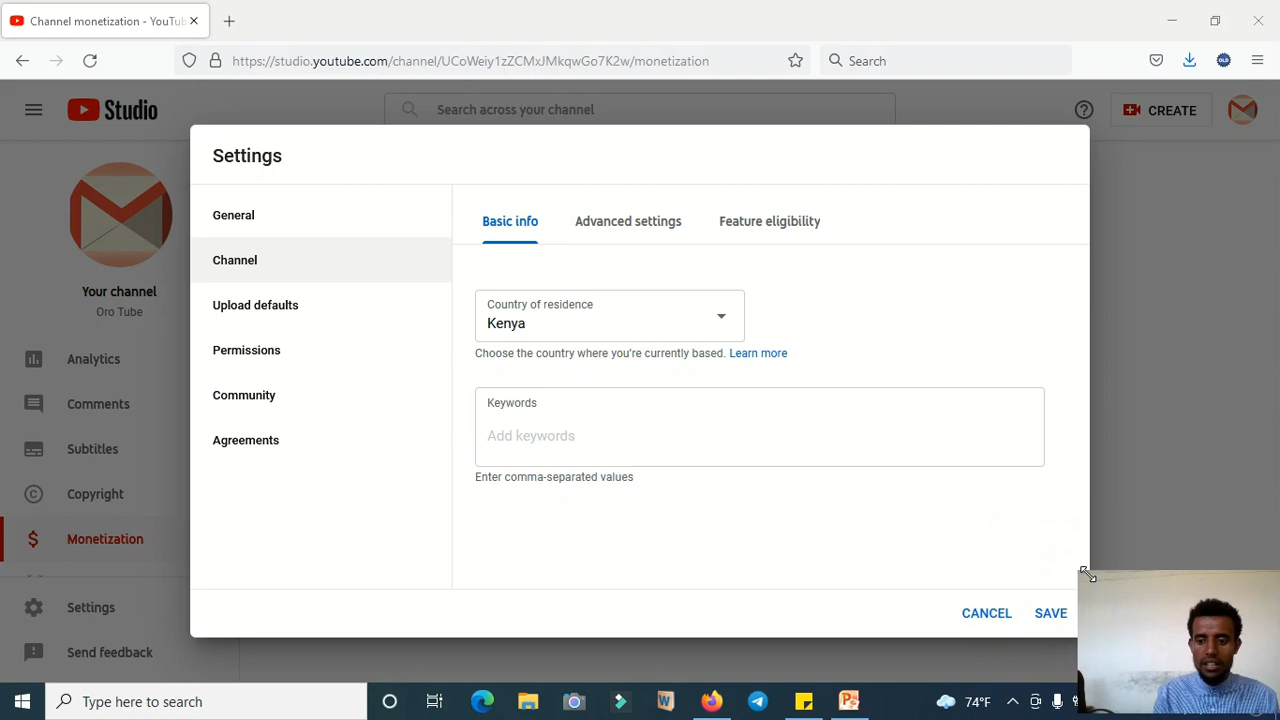 Channel monetization - YouTub
https://studio.youtube.com/channel/UCoWeiy1zZCMxJMkqwGo7K2w/monetization
Search
Studio
Search across your channel
CREATE
Settings
General
Channel
Upload defaults
Permissions
Community
Agreements
Basic info
Advanced settings
Feature eligibility
Country of residence
Kenya
Choose the country where you're currently based. Learn more
Keywords
Add keywords
Enter comma-separated values
CANCEL
SAVE
Your channel
Oro Tube
Analytics
Comments
Subtitles
Copyright
Monetization
Settings
Send feedback
Type here to search
74°F